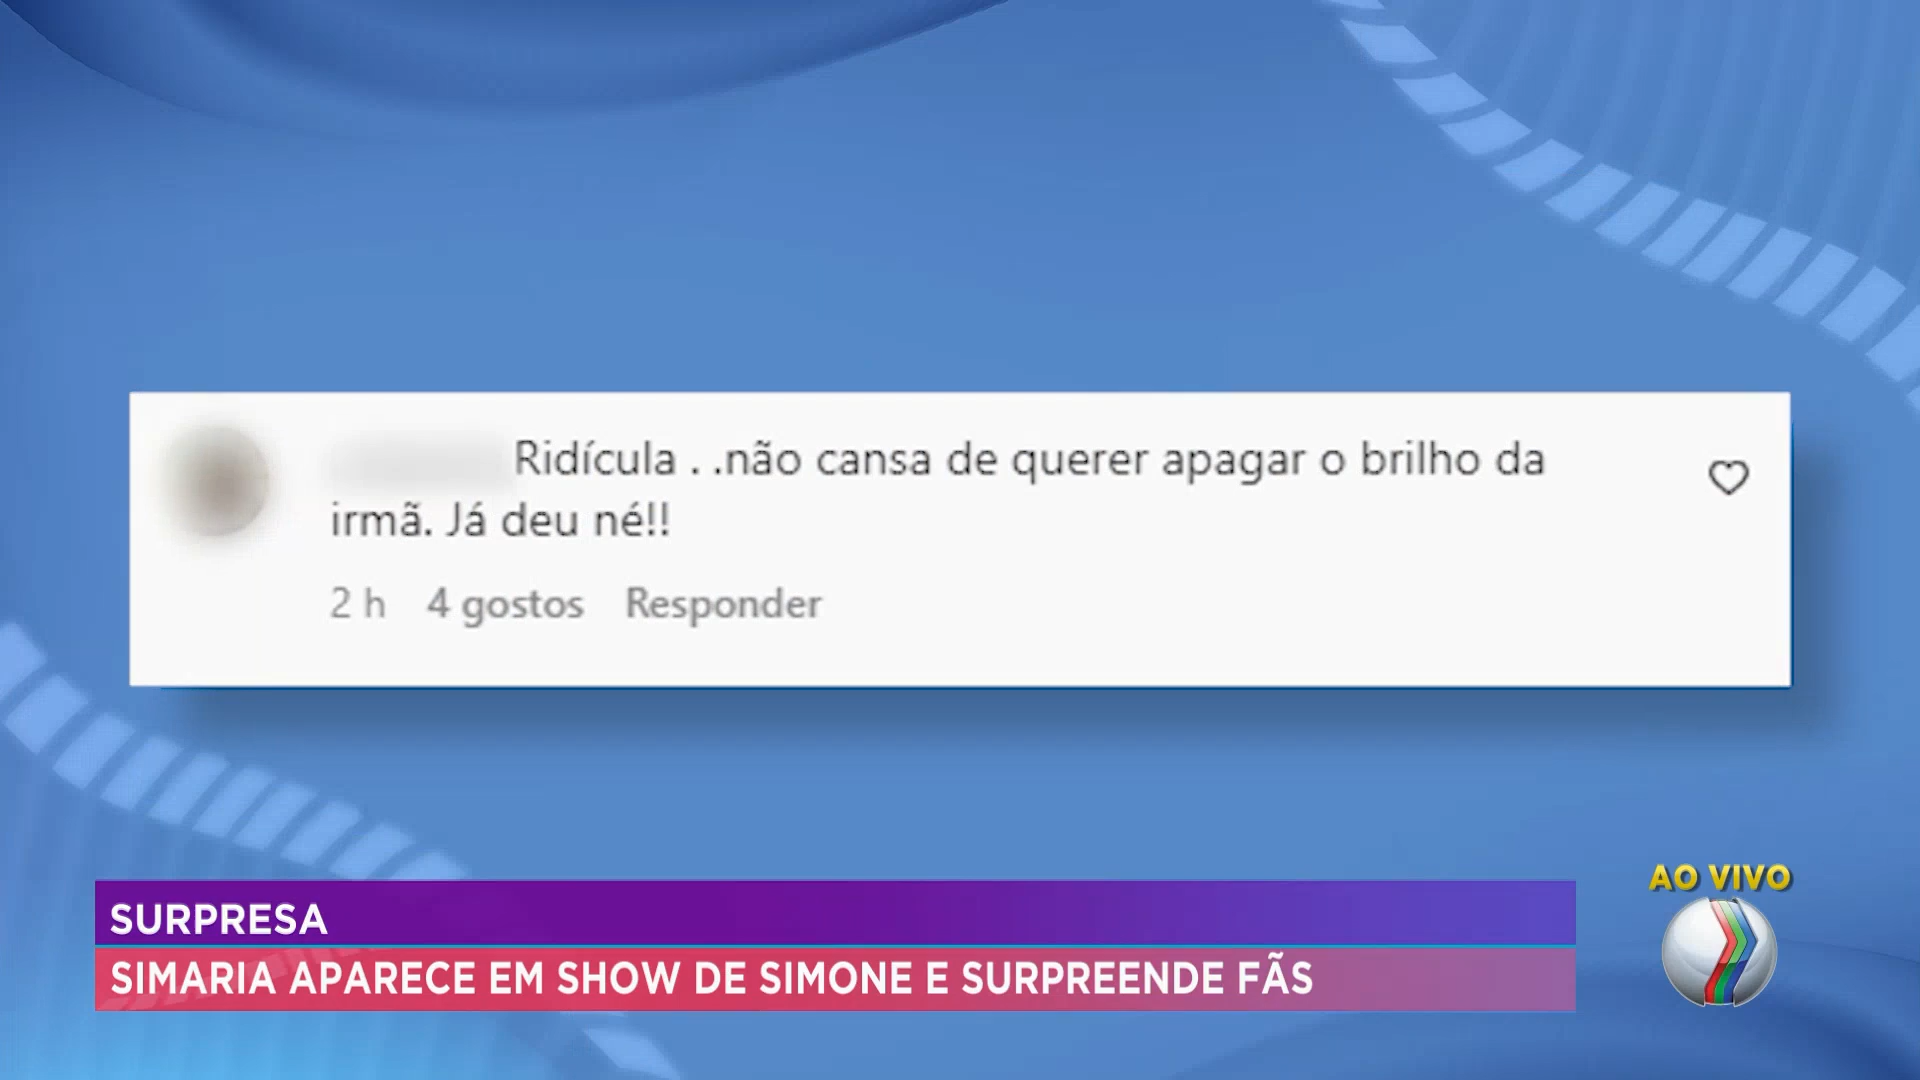 Ridícula . .não cansa de querer apagar o brilho da
irmã. Já deu né!!
2 h 4 gostos Responder
AO VIVO
SURPRESA
SIMARIA APARECE EM SHOW DE SIMONE E SURPREENDE FÃS